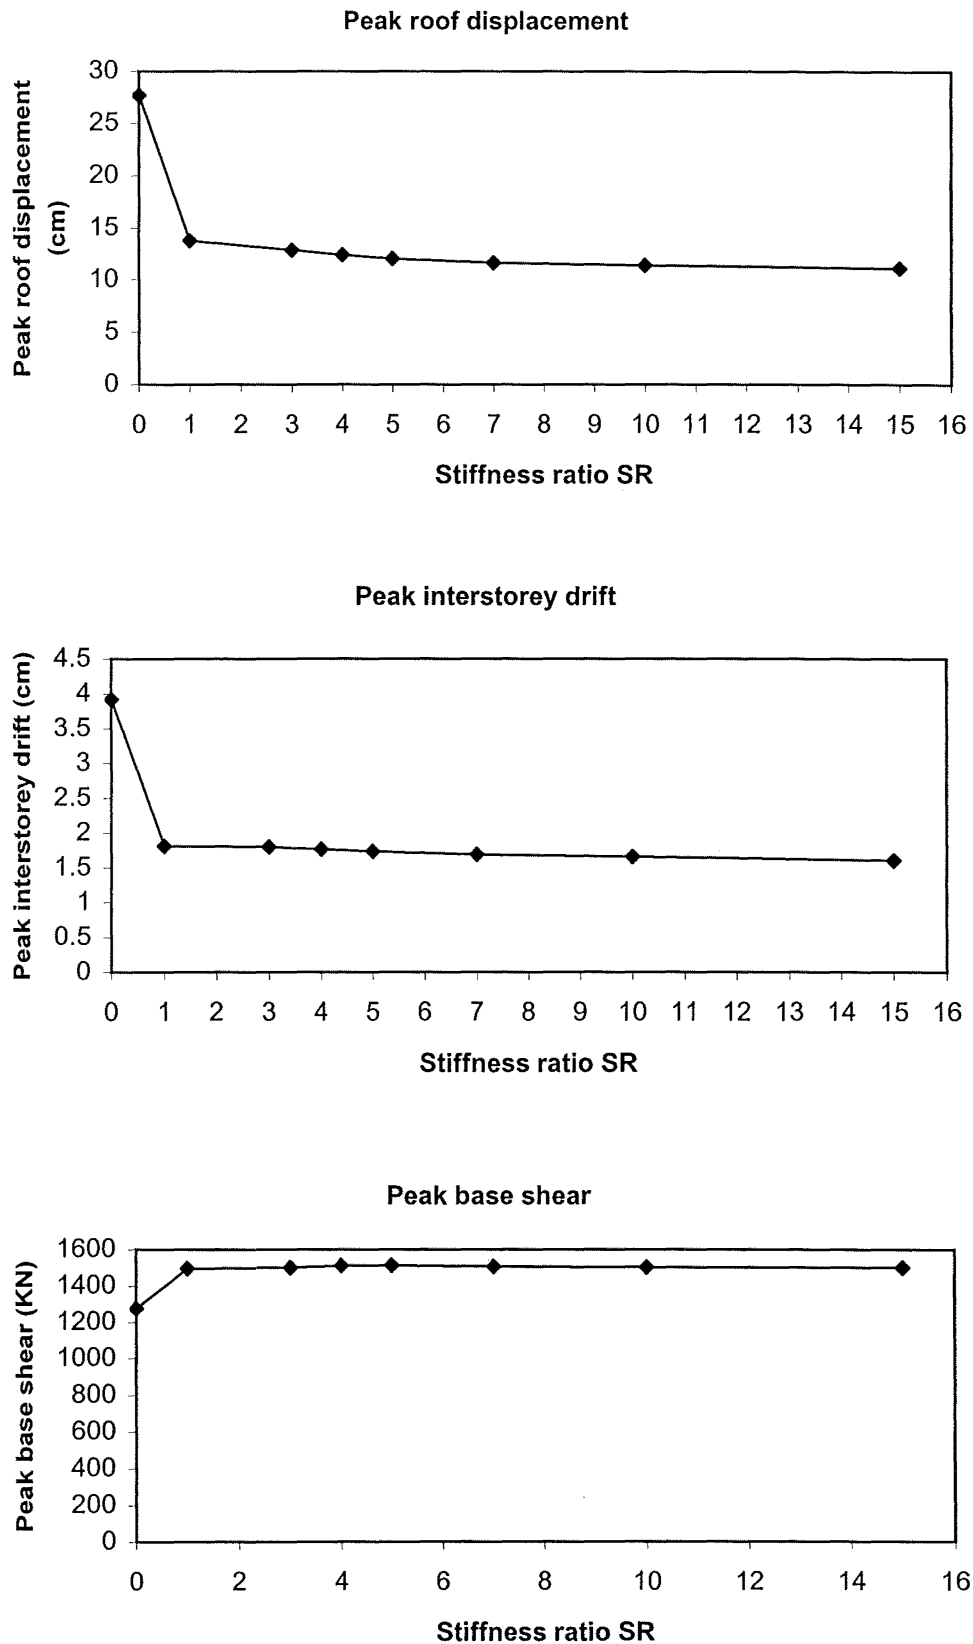 Peak roof displacement
Peak roof displacement
(cm)
30
25
20
15
10
5
0
0 1 2 3 4 5 6 7 8 9 10 11 12 13 14 15 16
Stiffness ratio SR
Peak interstorey drift
Peak interstorey drift (cm)
4.5
4
3.5
3
2.5
2
1.5
1
0.5
0
0 1 2 3 4 5 6 7 8 9 10 11 12 13 14 15 16
Stiffness ratio SR
Peak base shear
Peak base shear (KN)
1600
1400
1200
1000
800
600
400
200
0
0 2 4 6 8 10 12 14 16
Stiffness ratio SR